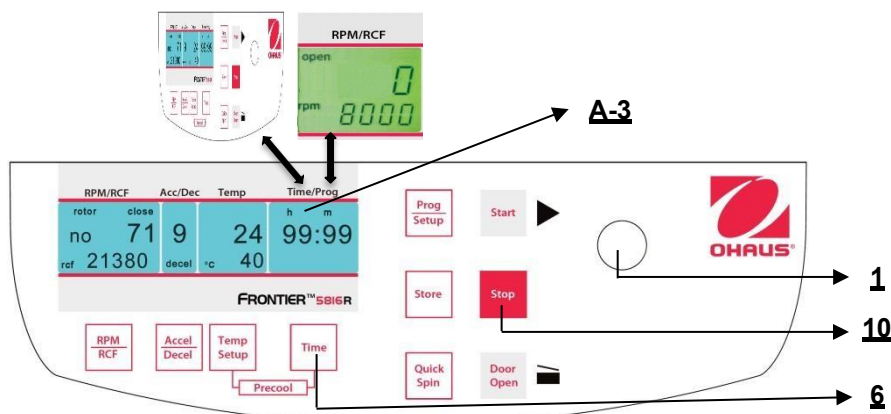 RPM/RCF
open
0
rpm 8000
A-3
RPM/RCF Acc/Dec Temp Time/Prog
rotor close h m
no 71 9 24 99:99
rcf 21380 decel °C 40
FRONTIER™ 5816R
Prog
Setup
Start
OHAUS®
1
Store
Stop
10
RPM
RCF
Accel
Decel
Temp
Setup
Time
Precool
Quick
Spin
Door
Open
6
OHAUS